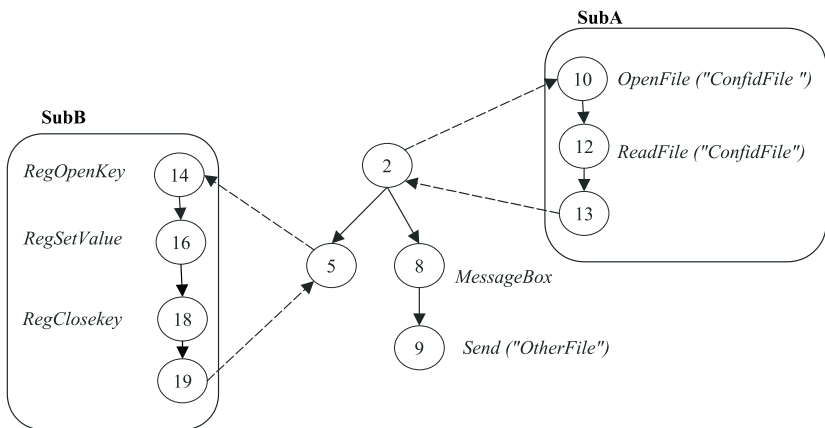 SubA
10 OpenFile ("ConfidFile ")
SubB
12 ReadFile ("ConfidFile")
2
RegOpenKey 14
13
RegSetValue 16
5 8 MessageBox
RegClosekey 18
9 Send ("OtherFile")
19